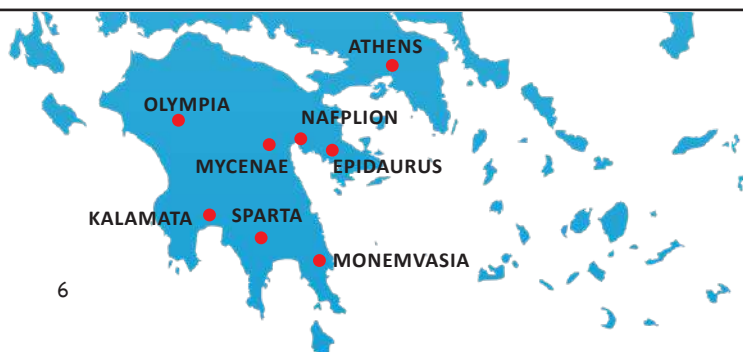 ATHENS
OLYMPIA
NAFPLION
MYCENAE
EPIDAURUS
KALAMATA
SPARTA
MONEMVASIA
6